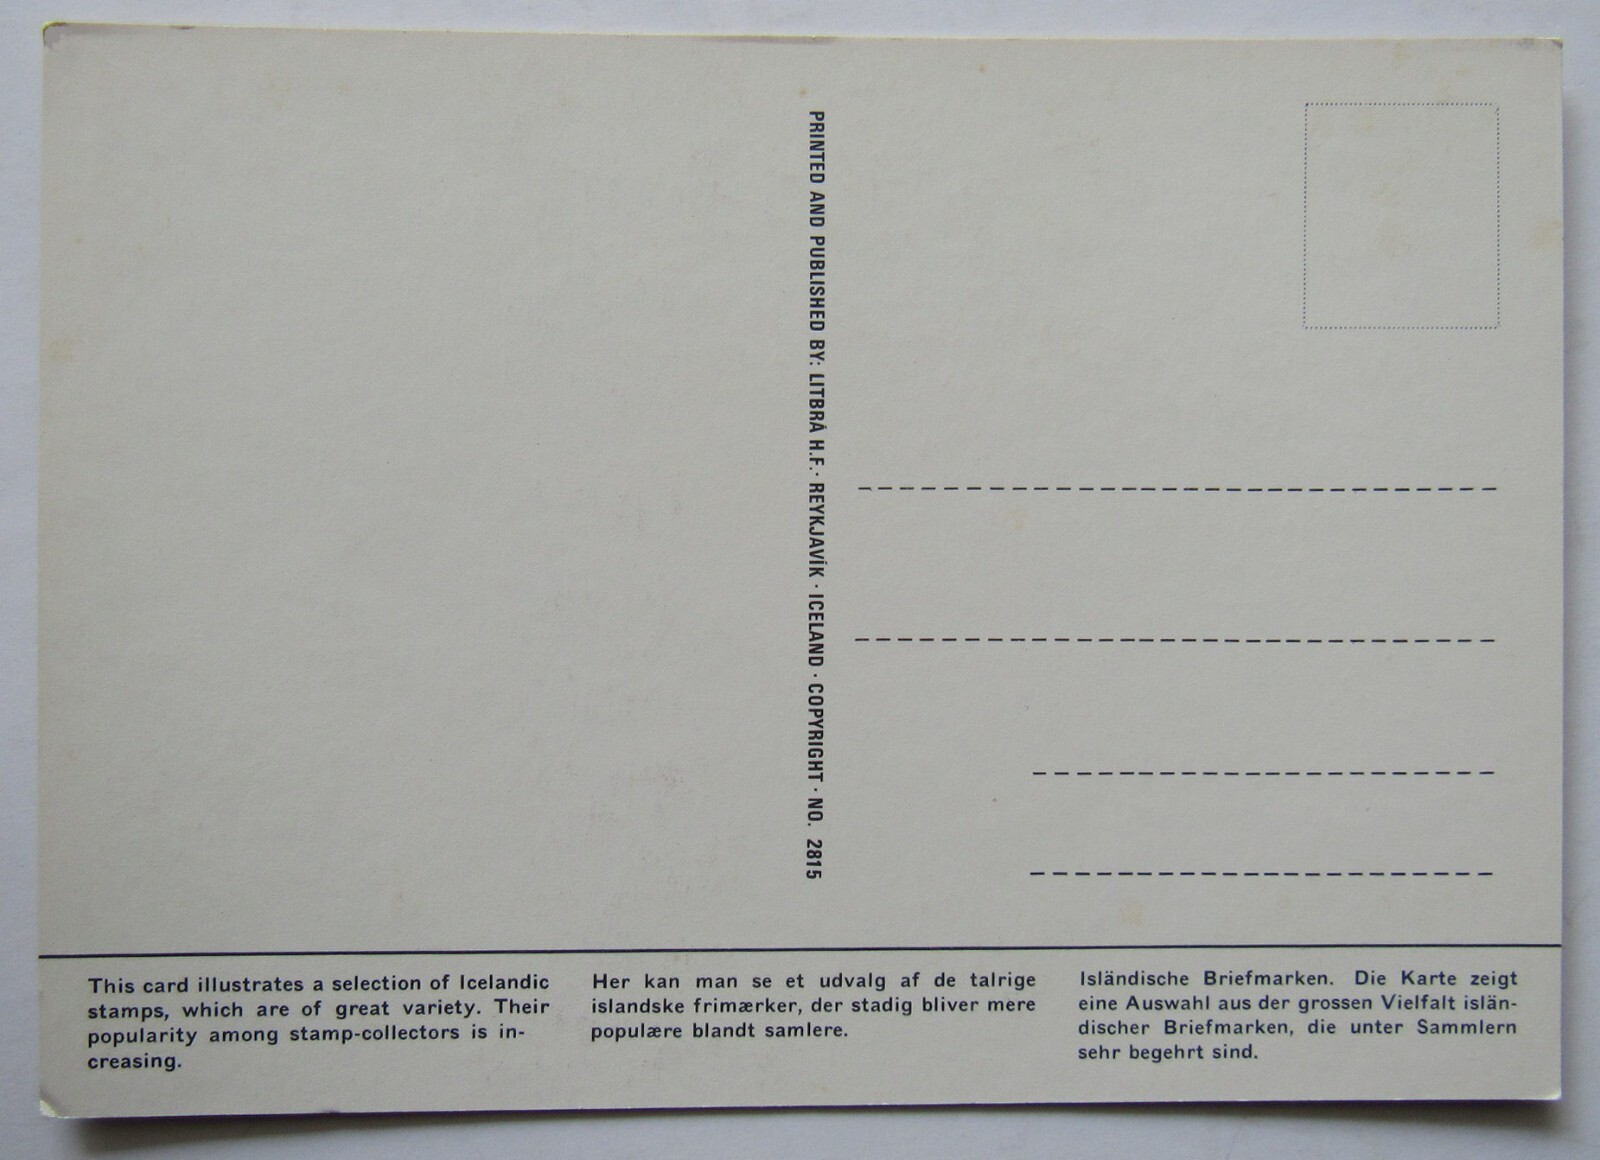 PRINTED AND PUBLISHED BY: LITBRÁ H.F. · REYKJAVÍK · ICELAND · COPYRIGHT · NO. 2815
This card illustrates a selection of Icelandic
stamps, which are of great variety. Their
popularity among stamp-collectors is in-
creasing.
Her kan man se et udvalg af de talrige
islandske frimærker, der stadig bliver mere
populære blandt samlere.
Isländische Briefmarken. Die Karte zeigt
eine Auswahl aus der grossen Vielfalt islän-
discher Briefmarken, die unter Sammlern
sehr begehrt sind.